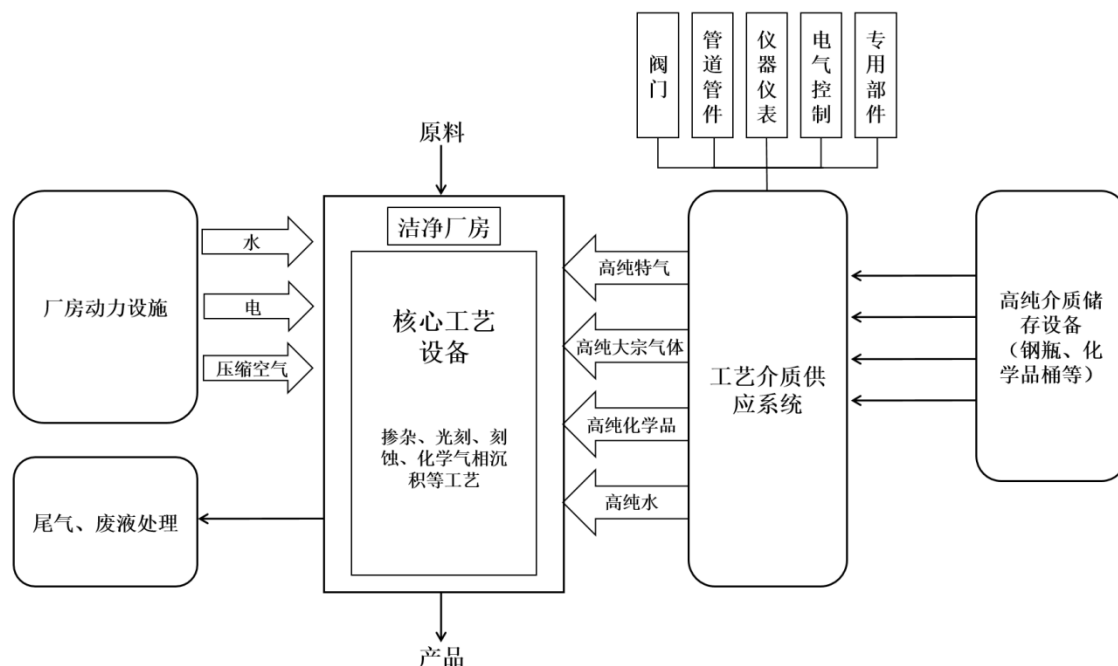 阀门
管道管件
仪器仪表
电气控制
专用部件
原料
洁净厂房
厂房动力设施
水
电
压缩空气
核心工艺
设备
掺杂、光刻、刻
蚀、化学气相沉
积等工艺
高纯特气
高纯大宗气体
高纯化学品
高纯水
工艺介质供
应系统
高纯介质储
存设备
（钢瓶、化
学品桶等）
尾气、废液处理
产品